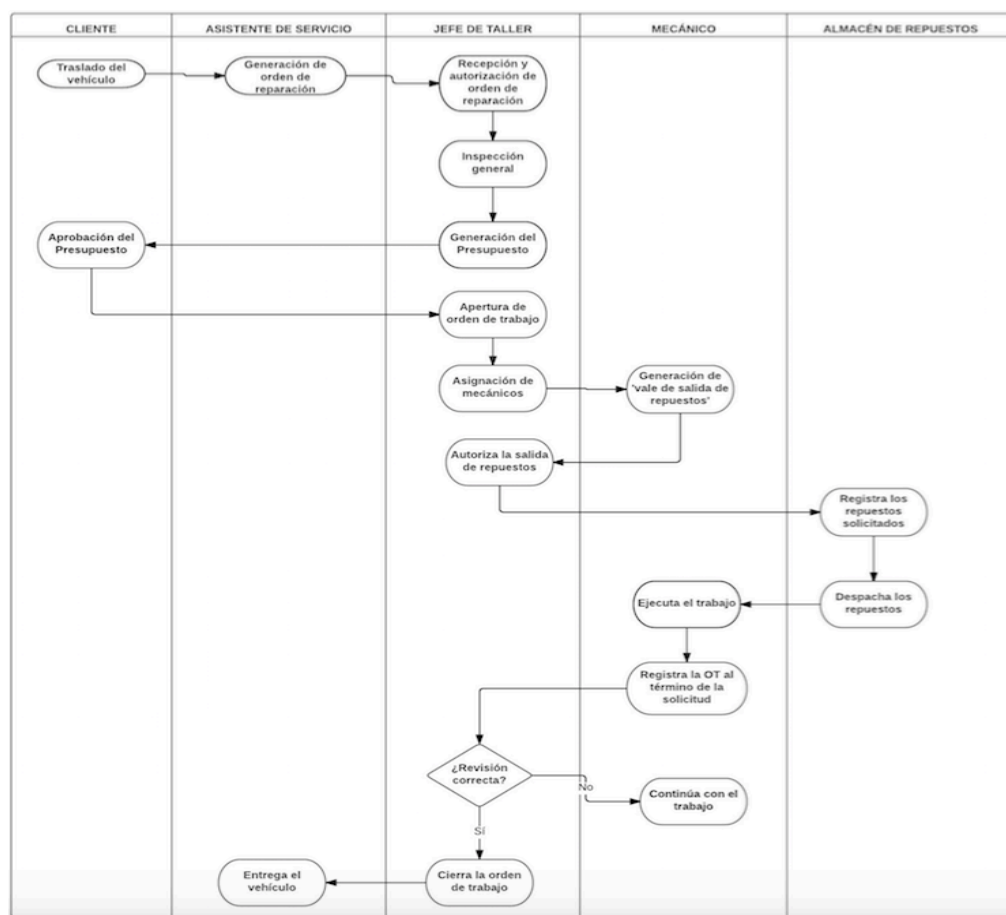 CLIENTE
ASISTENTE DE SERVICIO
JEFE DE TALLER
MECÁNICO
ALMACÉN DE REPUESTOS
Traslado del
vehículo
Generación de
orden de
reparación
Recepción y
autorización de
orden de
reparación
Inspección
general
Generación del
Presupuesto
Aprobación del
Presupuesto
Apertura de
orden de trabajo
Asignación de
mecánicos
Generación de
'vale de salida de
repuestos'
Autoriza la salida
de repuestos
Registra los
repuestos
solicitados
Despacha los
repuestos
Ejecuta el trabajo
Registra la OT al
término de la
solicitud
¿Revisión
correcta?
No
Continúa con el
trabajo
Sí
Cierra la orden
de trabajo
Entrega el
vehículo